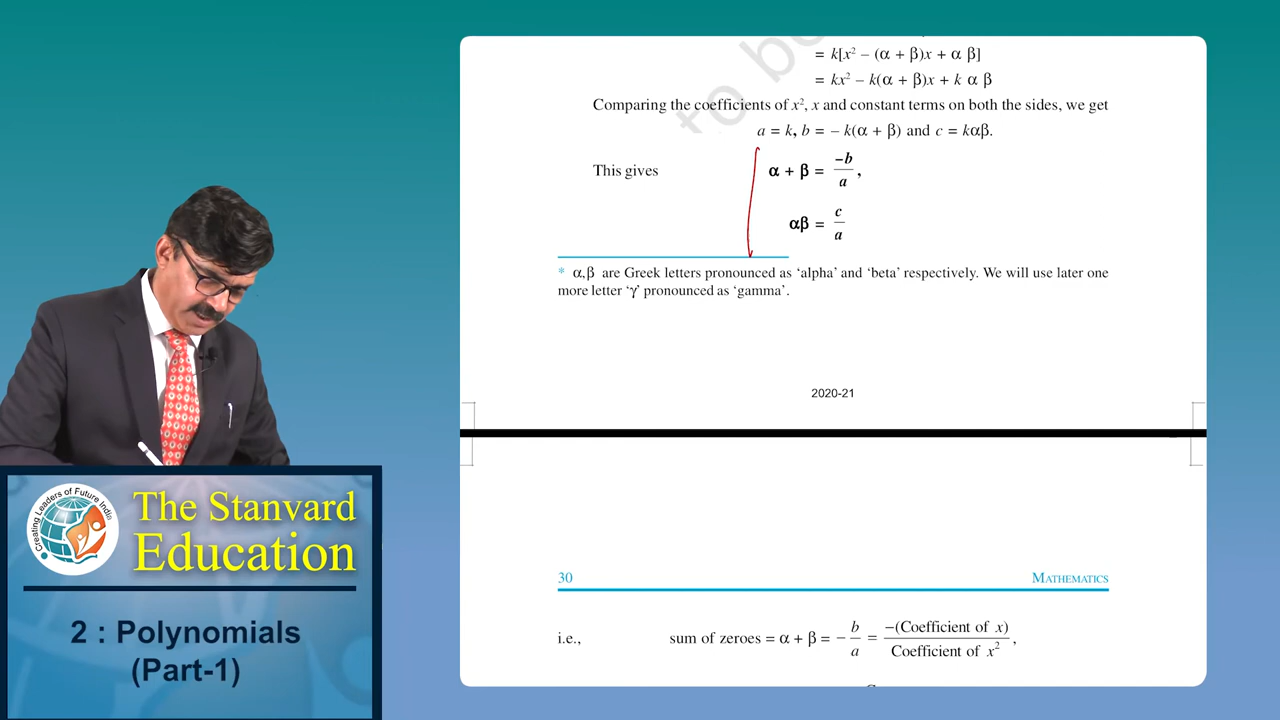 = k[x² – (α + β)x + α β]
= kx² – k(α + β)x + k α β
Comparing the coefficients of x², x and constant terms on both the sides, we get
a = k, b = – k(α + β) and c = kαβ.
This gives α + β = -b/a,
αβ = c/a
* α,β are Greek letters pronounced as ‘alpha’ and ‘beta’ respectively. We will use later one
more letter ‘γ’ pronounced as ‘gamma’.
2020-21
30 MATHEMATICS
i.e., sum of zeroes = α + β = – b/a = –(Coefficient of x)/Coefficient of x²,
to be
Creating Leaders of Future India
The Stanvard
Education
2 : Polynomials
(Part-1)